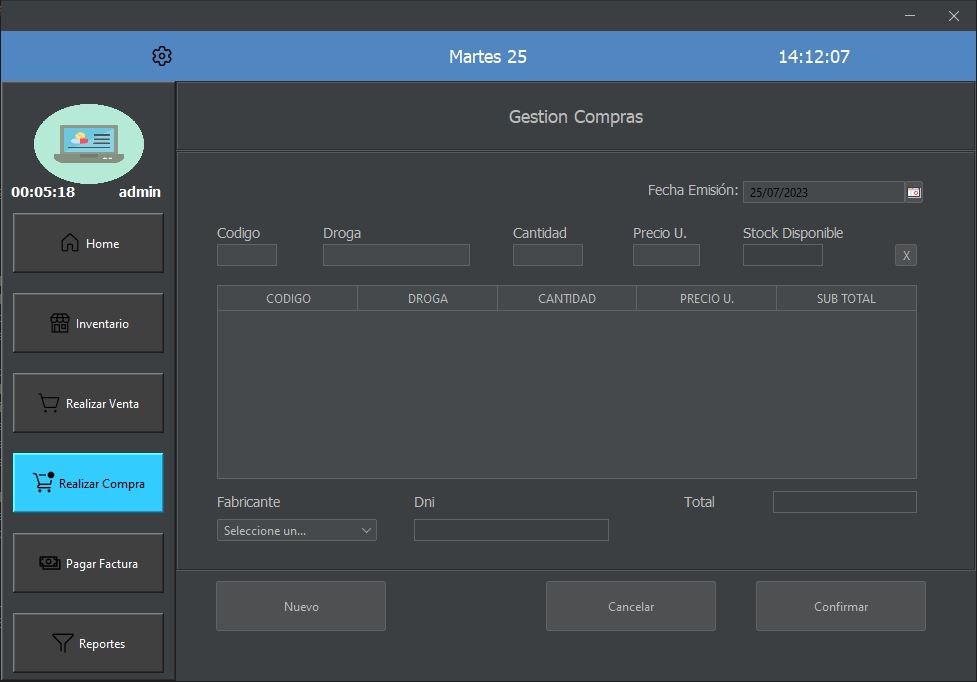 Martes 25
14:12:07
00:05:18 admin
Home
Inventario
Realizar Venta
Realizar Compra
Pagar Factura
Reportes
Gestion Compras
Fecha Emisión: 25/07/2023
Codigo Droga Cantidad Precio U. Stock Disponible
X
CODIGO DROGA CANTIDAD PRECIO U. SUB TOTAL
Fabricante Dni Total
Seleccione un...
Nuevo Cancelar Confirmar